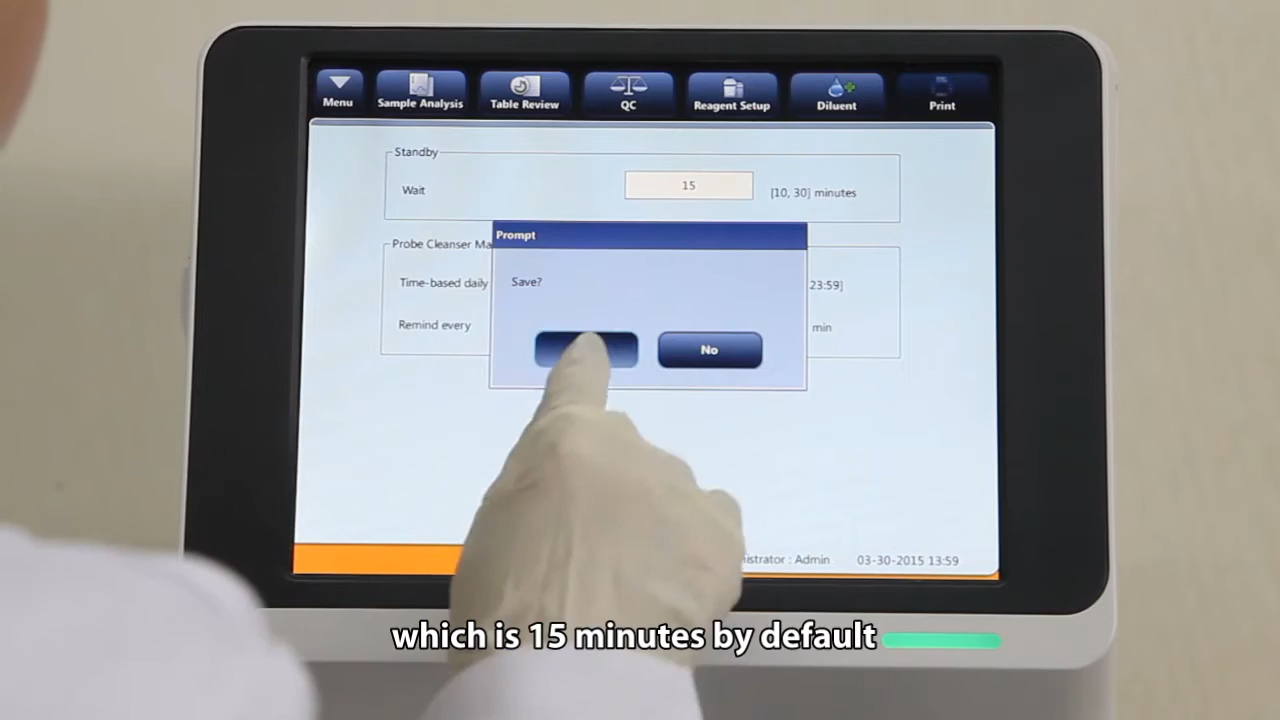 Menu
Sample Analysis
Table Review
QC
Reagent Setup
Diluent
Print
Standby
Wait
15
[10, 30] minutes
Prompt
Probe Cleanser Ma
Save?
Time-based daily
23:59]
Remind every
min
No
istrator : Admin
03-30-2015 13:59
which is 15 minutes by default